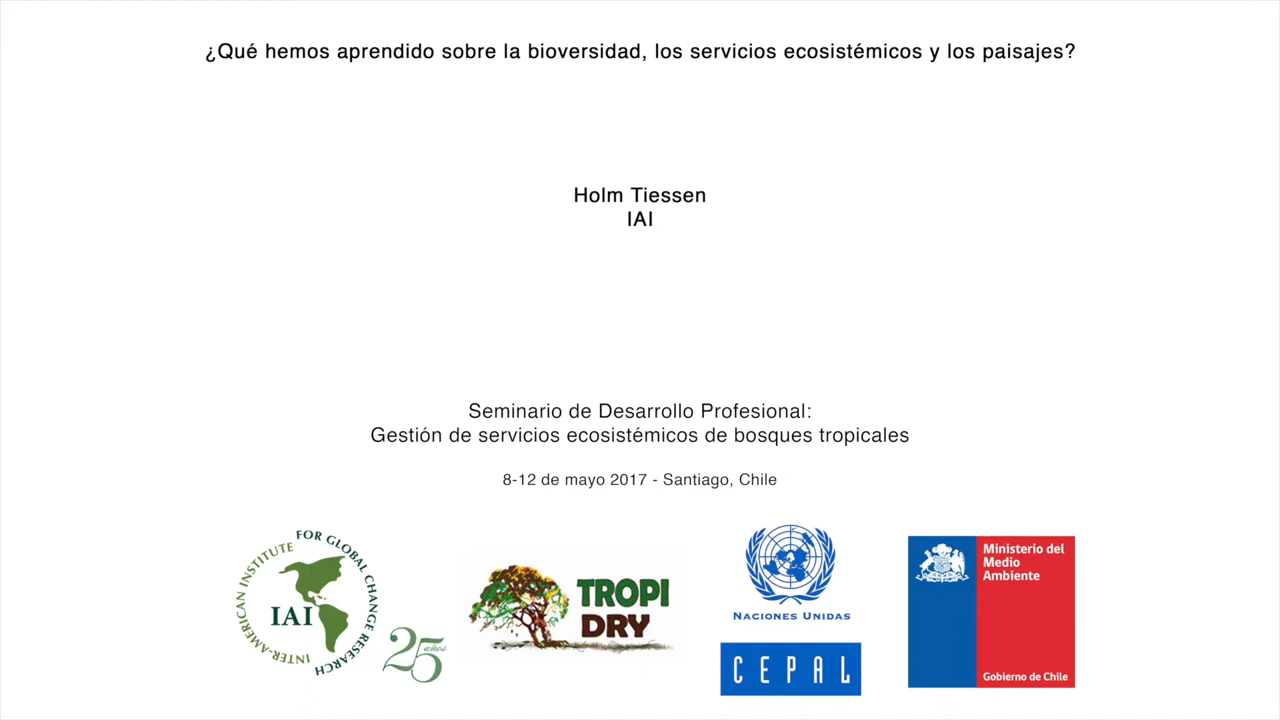 ¿Qué hemos aprendido sobre la bioversidad, los servicios ecosistémicos y los paisajes?
Holm Tiessen
IAI
Seminario de Desarrollo Profesional:
Gestión de servicios ecosistémicos de bosques tropicales
8-12 de mayo 2017 - Santiago, Chile
INTER-AMERICAN INSTITUTE FOR GLOBAL CHANGE RESEARCH
IAI
25 años
TROPI
DRY
NACIONES UNIDAS
CEPAL
Ministerio del
Medio
Ambiente
Gobierno de Chile